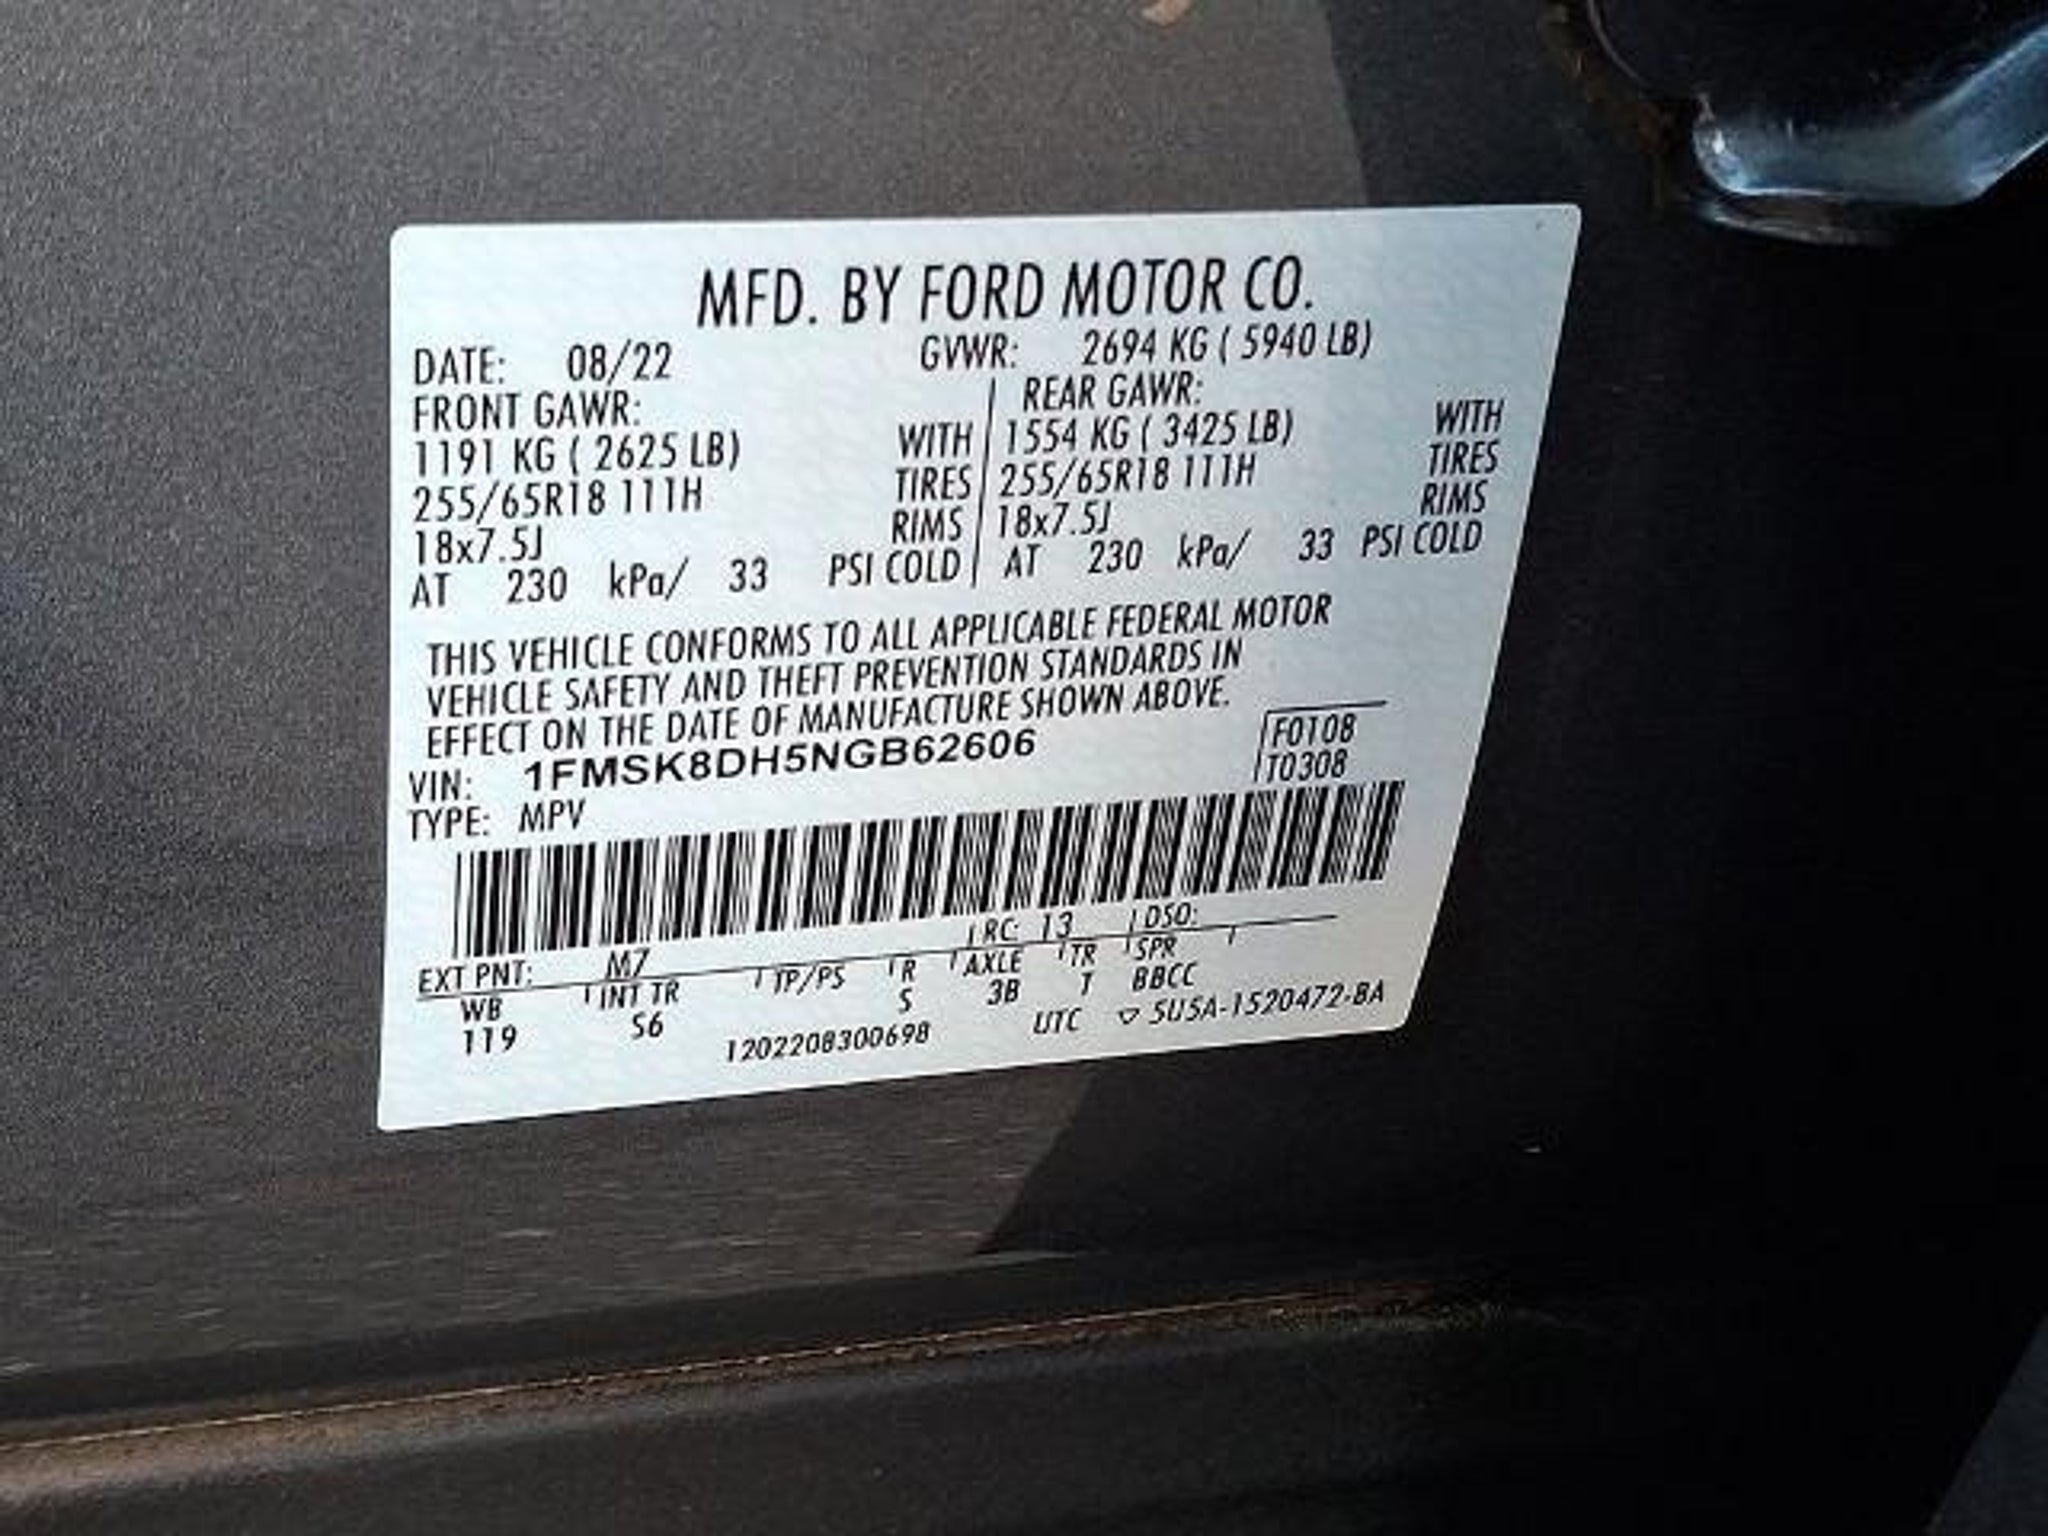 MFD. BY FORD MOTOR CO.
DATE: 08/22 GVWR: 2694 KG ( 5940 LB)
FRONT GAWR: REAR GAWR:
1191 KG ( 2625 LB) WITH 1554 KG ( 3425 LB) WITH
255/65R18 111H TIRES 255/65R18 111H TIRES
18x7.5J RIMS 18x7.5J RIMS
AT 230 kPa/ 33 PSI COLD AT 230 kPa/ 33 PSI COLD
THIS VEHICLE CONFORMS TO ALL APPLICABLE FEDERAL MOTOR
VEHICLE SAFETY AND THEFT PREVENTION STANDARDS IN
EFFECT ON THE DATE OF MANUFACTURE SHOWN ABOVE.
VIN: 1FMSK8DH5NGB62606 F0108
TYPE: MPV T0308
EXT PNT: M7 RC: 13 DSO:
WB INT TR TP/PS R AXLE TR SPR
119 S6 S 3B T BBCC
1202208300698 UTC ▽ 5U5A-1520472-BA